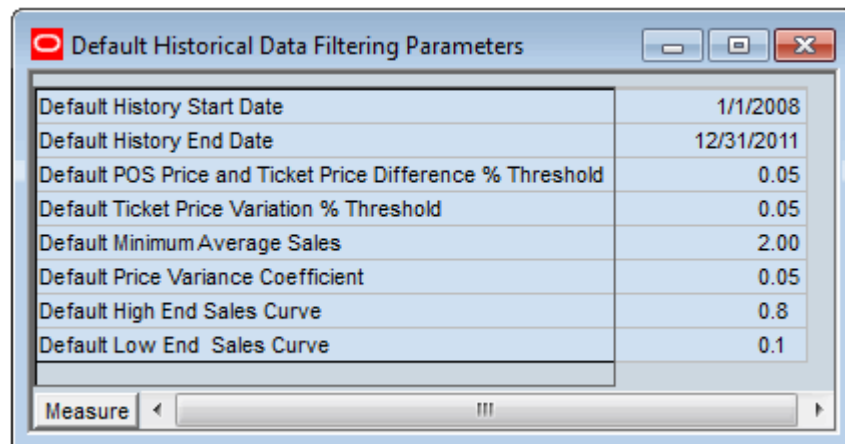 Default Historical Data Filtering Parameters
Default History Start Date 1/1/2008
Default History End Date 12/31/2011
Default POS Price and Ticket Price Difference % Threshold 0.05
Default Ticket Price Variation % Threshold 0.05
Default Minimum Average Sales 2.00
Default Price Variance Coefficient 0.05
Default High End Sales Curve 0.8
Default Low End  Sales Curve 0.1
Measure